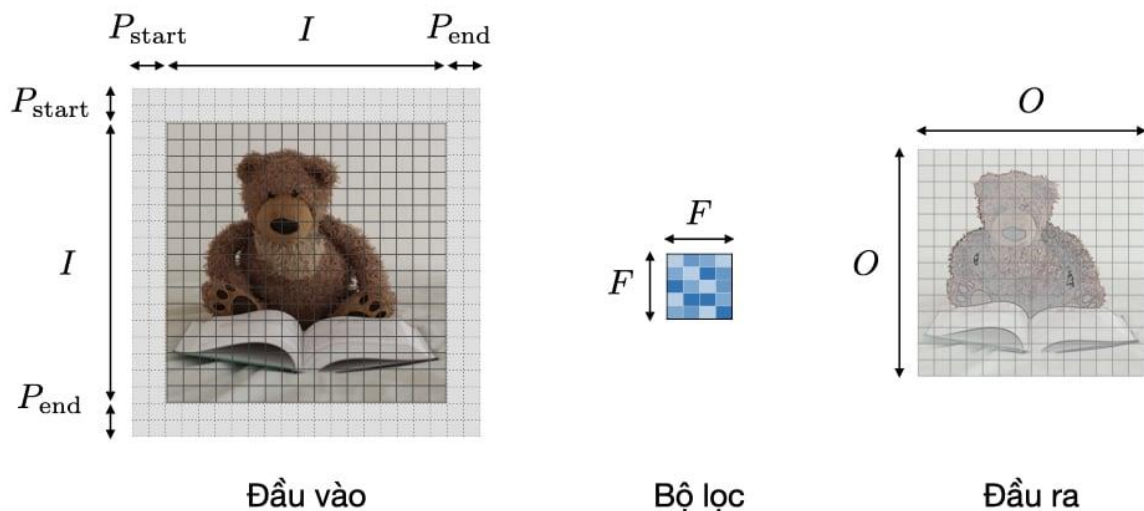 P_start I P_end
P_start
I
P_end
F
F
O
O
Đầu vào Bộ lọc Đầu ra